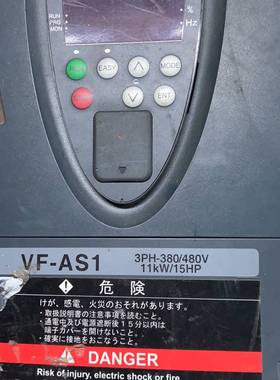 RUN
PRG
MON
%
Hz
RUN
EASY
MODE
STOP
ENT
VF-AS1
3PH-380/480V
11kW/15HP
危険
けが、感電、火災のおそれがあります。
・取扱説明書の注意事項を読むこと。
・通電中及び電源遮断後15分以内は
端子カバーを開けないこと。
・確実に接地をおこなうこと。
DANGER
Risk of injury, electric shock or fire